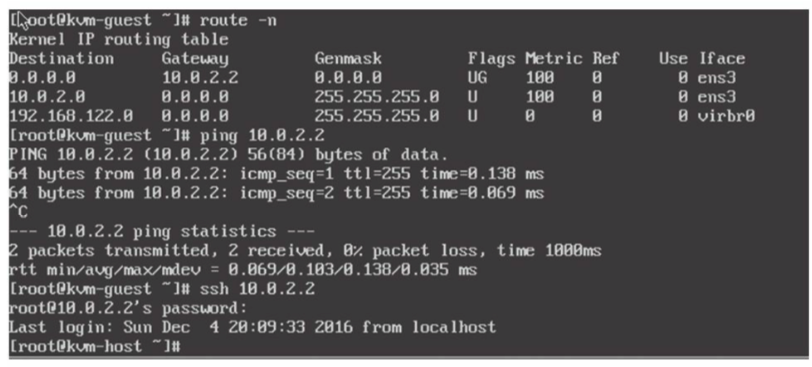 [root@kvm-guest ~]# route -n
Kernel IP routing table
Destination Gateway Genmask Flags Metric Ref Use Iface
0.0.0.0 10.0.2.2 0.0.0.0 UG 100 0 0 ens3
10.0.2.0 0.0.0.0 255.255.255.0 U 100 0 0 ens3
192.168.122.0 0.0.0.0 255.255.255.0 U 0 0 0 virbr0
[root@kvm-guest ~]# ping 10.0.2.2
PING 10.0.2.2 (10.0.2.2) 56(84) bytes of data.
64 bytes from 10.0.2.2: icmp_seq=1 ttl=255 time=0.138 ms
64 bytes from 10.0.2.2: icmp_seq=2 ttl=255 time=0.069 ms
^C
--- 10.0.2.2 ping statistics ---
2 packets transmitted, 2 received, 0% packet loss, time 1000ms
rtt min/avg/max/mdev = 0.069/0.103/0.138/0.035 ms
[root@kvm-guest ~]# ssh 10.0.2.2
root@10.0.2.2's password:
Last login: Sun Dec 4 20:09:33 2016 from localhost
[root@kvm-host ~]#